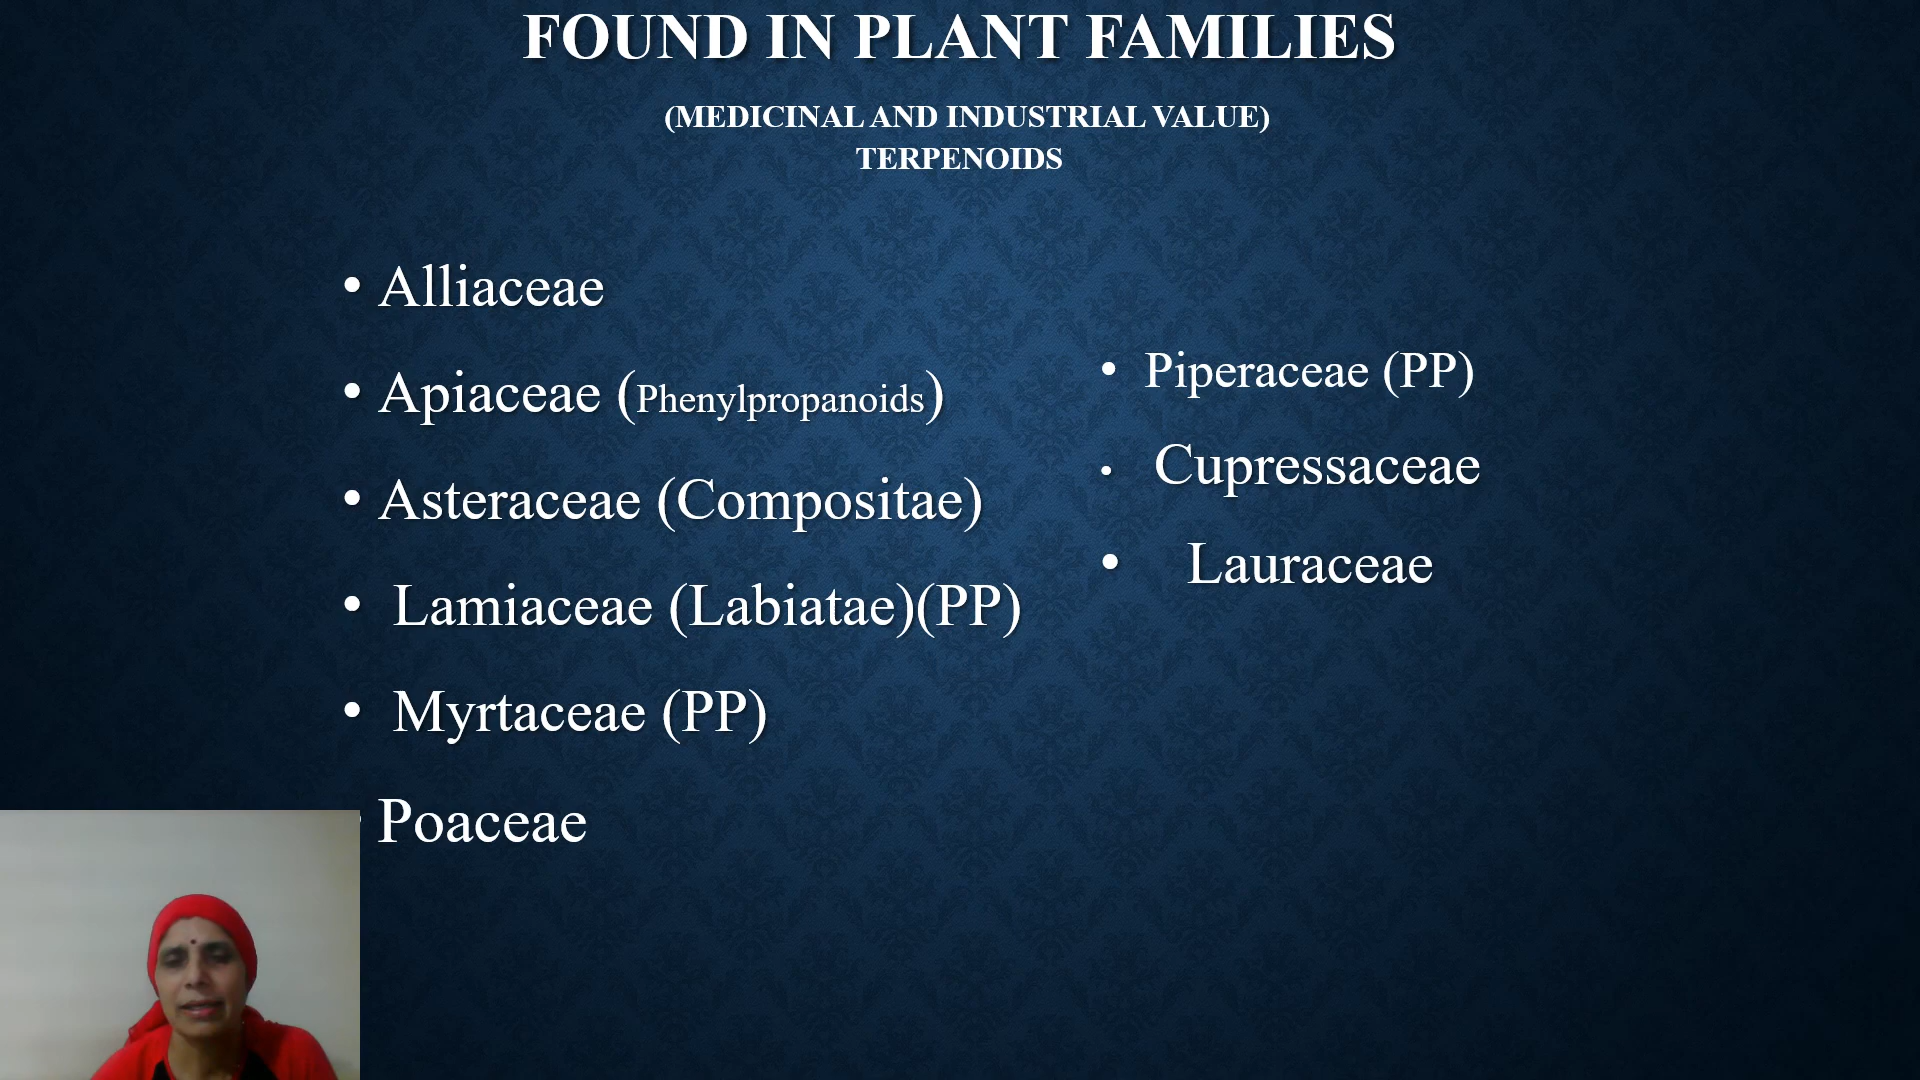 FOUND IN PLANT FAMILIES
(MEDICINAL AND INDUSTRIAL VALUE)
TERPENOIDS
• Alliaceae
• Apiaceae (Phenylpropanoids)
• Asteraceae (Compositae)
• Lamiaceae (Labiatae)(PP)
• Myrtaceae (PP)
Poaceae
• Piperaceae (PP)
• Cupressaceae
• Lauraceae